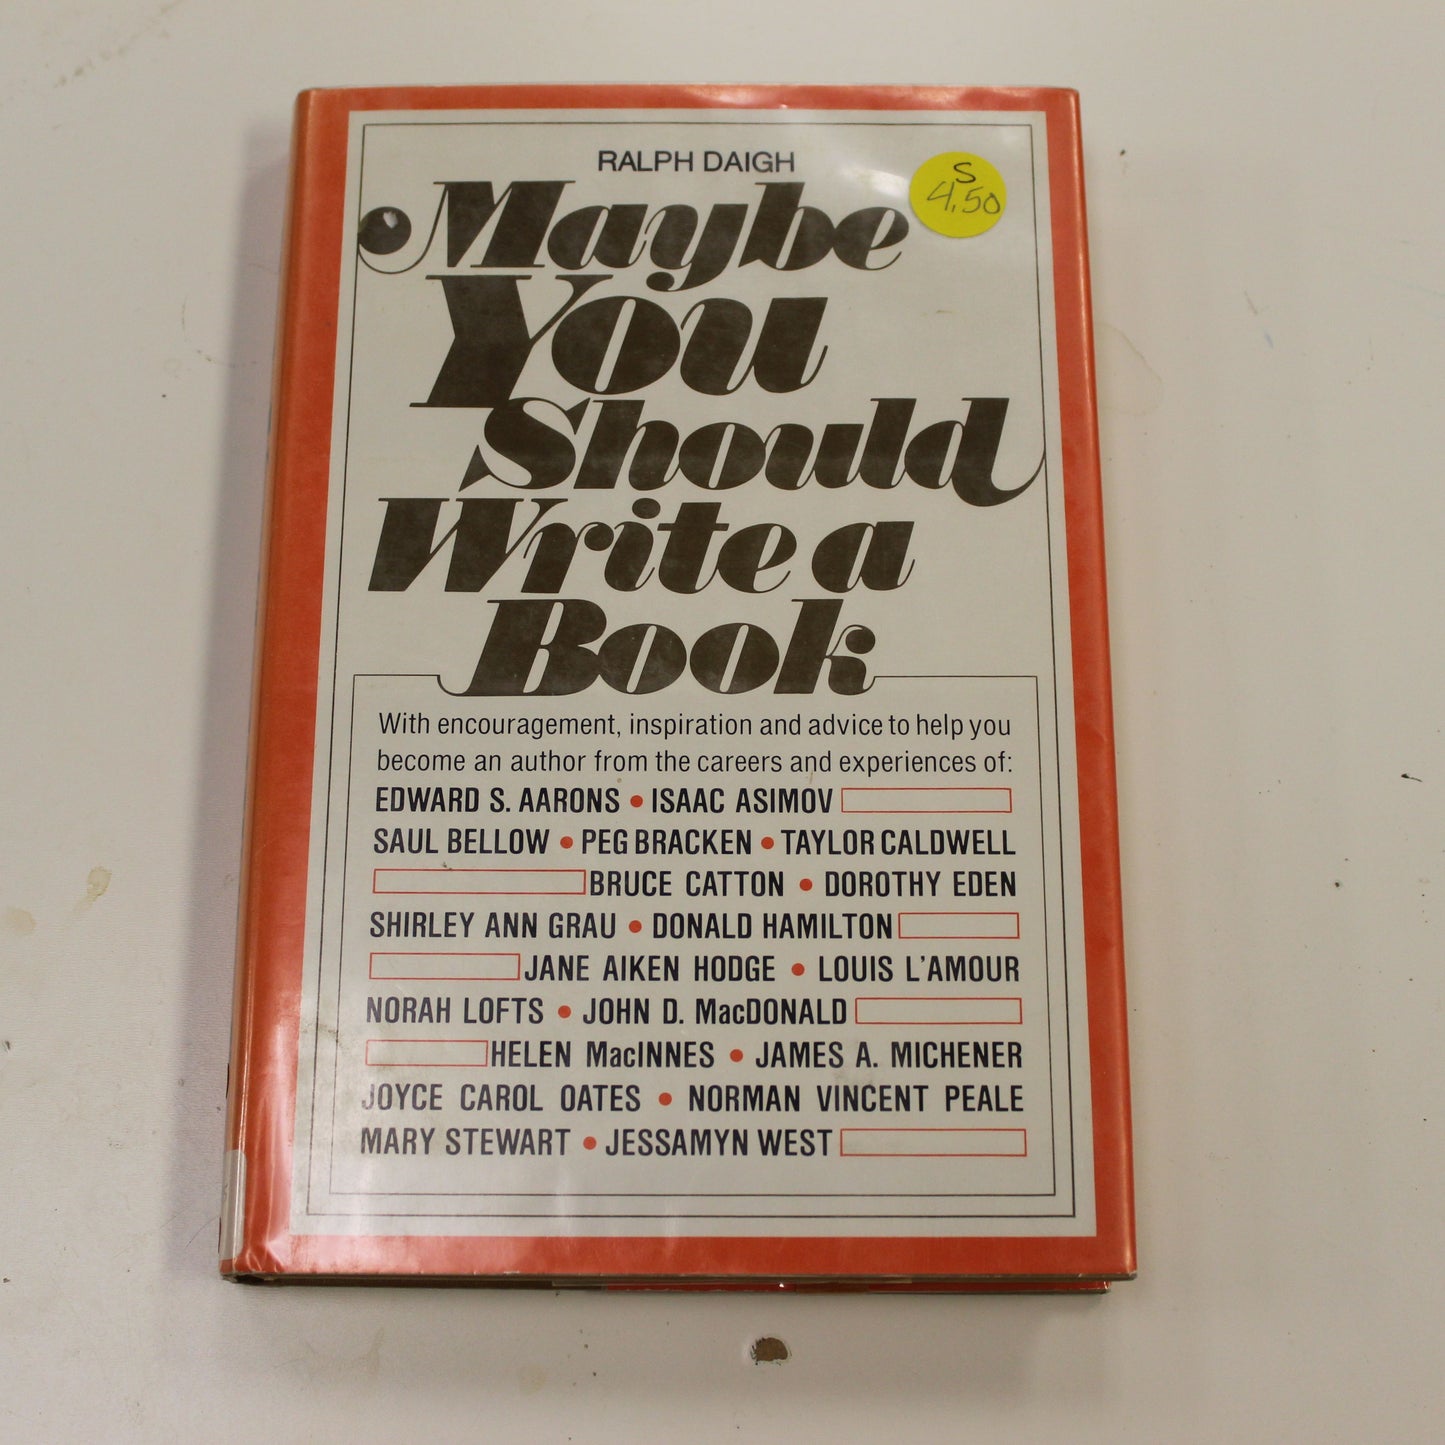 RALPH DAIGH
S
4.50
Maybe
You
Should
Write a
Book
With encouragement, inspiration and advice to help you
become an author from the careers and experiences of:
EDWARD S. AARONS • ISAAC ASIMOV
SAUL BELLOW • PEG BRACKEN • TAYLOR CALDWELL
BRUCE CATTON • DOROTHY EDEN
SHIRLEY ANN GRAU • DONALD HAMILTON
JANE AIKEN HODGE • LOUIS L'AMOUR
NORAH LOFTS • JOHN D. MacDONALD
HELEN MacINNES • JAMES A. MICHENER
JOYCE CAROL OATES • NORMAN VINCENT PEALE
MARY STEWART • JESSAMYN WEST